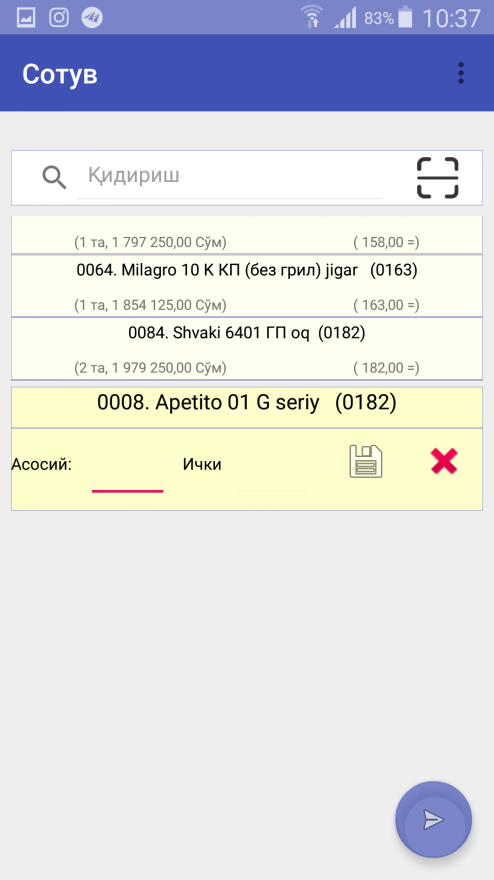 83% 10:37
Сотув
Қидириш
(1 та, 1 797 250,00 Сўм) ( 158,00 =)
0064. Milagro 10 K КП (без грил) jigar (0163)
(1 та, 1 854 125,00 Сўм) ( 163,00 =)
0084. Shvaki 6401 ГП oq (0182)
(2 та, 1 979 250,00 Сўм) ( 182,00 =)
0008. Apetito 01 G seriy (0182)
Асосий: Ички